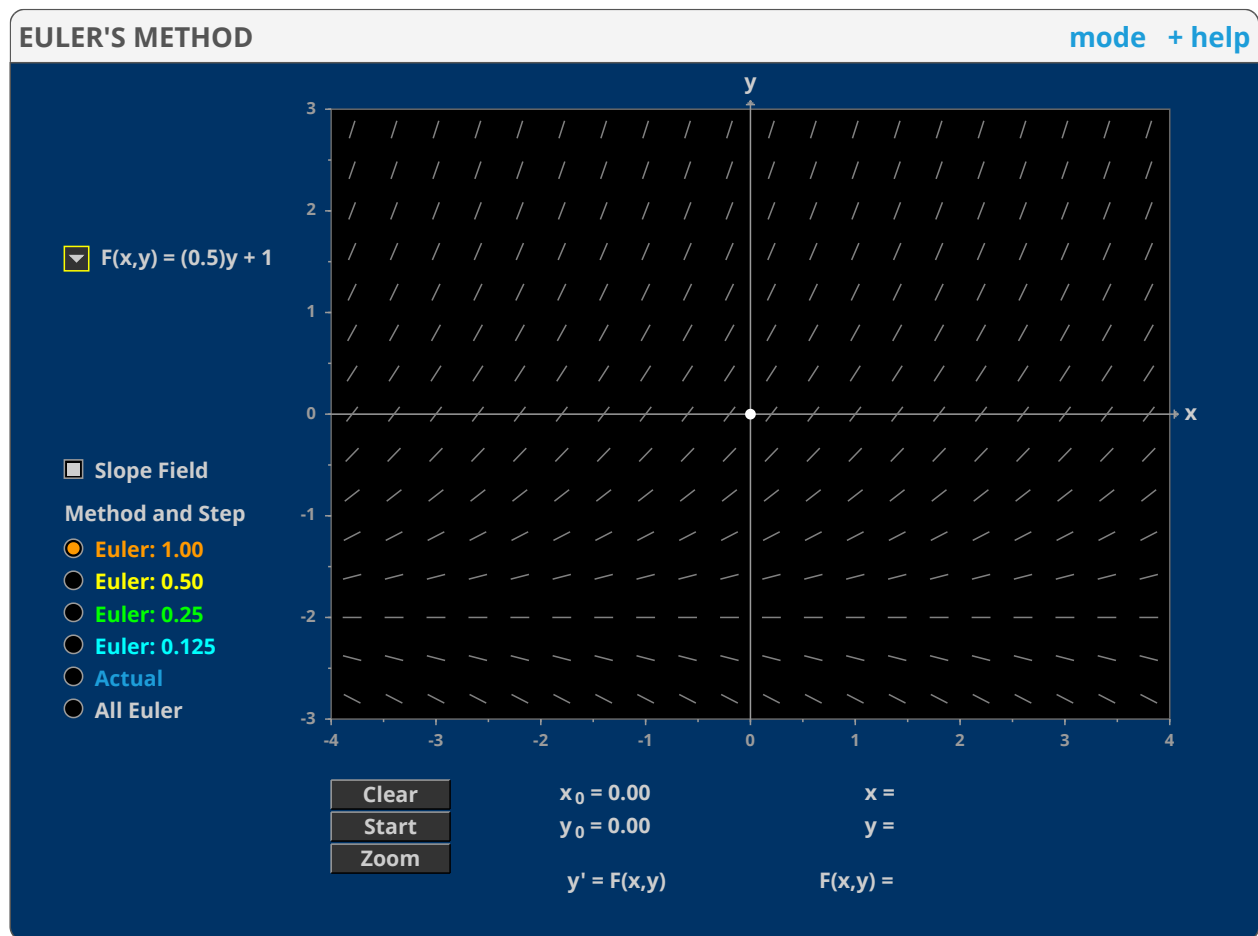 EULER'S METHOD
mode + help
y
3
2
1
0
-1
-2
-3
x
-4 -3 -2 -1 0 1 2 3 4
F(x,y) = (0.5)y + 1
Slope Field
Method and Step
Euler: 1.00
Euler: 0.50
Euler: 0.25
Euler: 0.125
Actual
All Euler
Clear
Start
Zoom
x0 = 0.00
y0 = 0.00
y' = F(x,y)
x =
y =
F(x,y) =